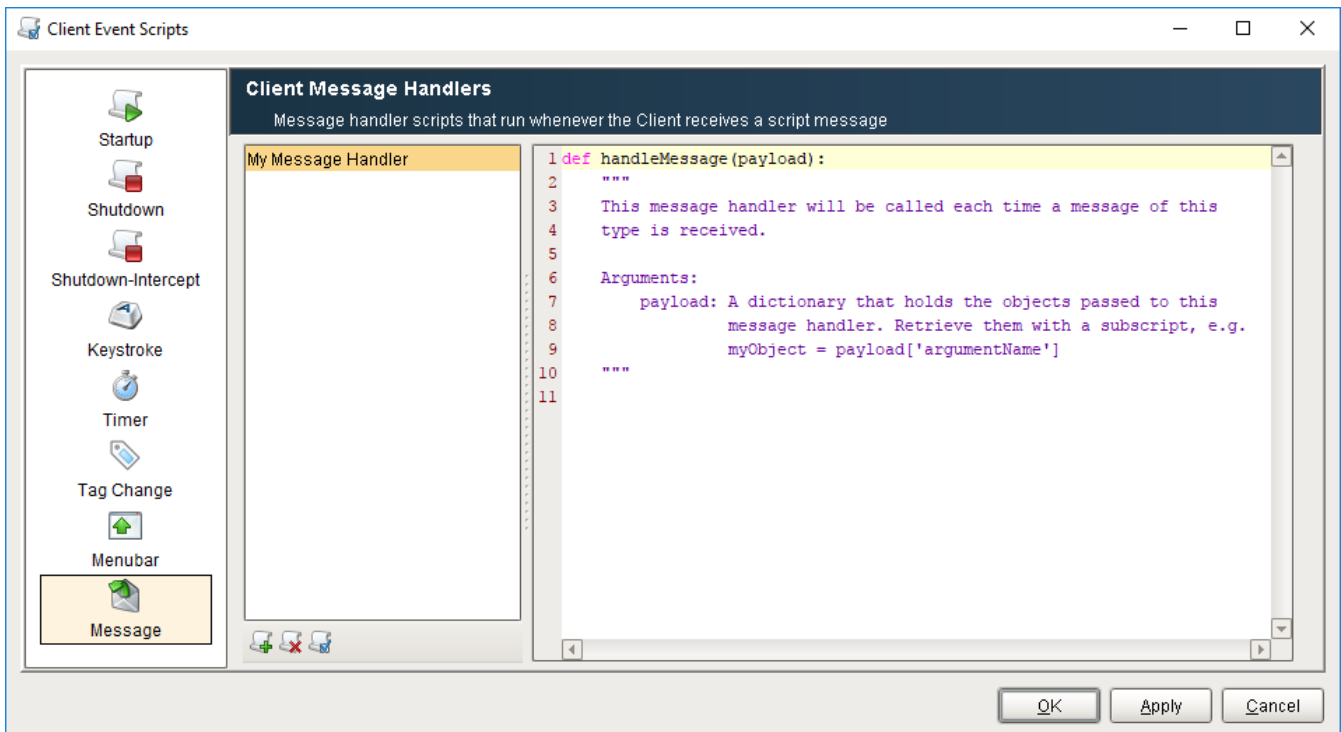 Client Event Scripts
Startup
Shutdown
Shutdown-Intercept
Keystroke
Timer
Tag Change
Menubar
Message
Client Message Handlers
Message handler scripts that run whenever the Client receives a script message
My Message Handler
1 def handleMessage(payload):
2 """
3 This message handler will be called each time a message of this
4 type is received.
5
6 Arguments:
7 payload: A dictionary that holds the objects passed to this
8 message handler. Retrieve them with a subscript, e.g.
9 myObject = payload['argumentName']
10 """
11
OK Apply Cancel